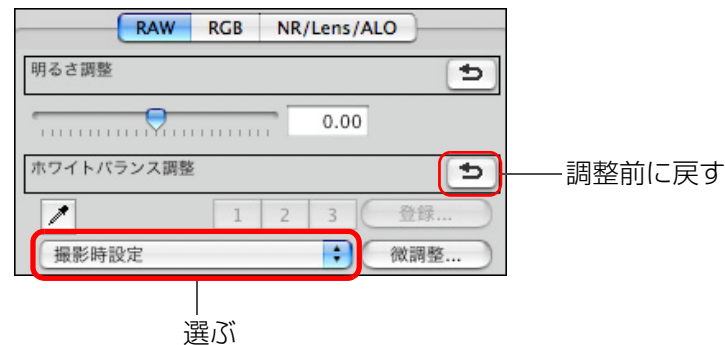 RAW RGB NR/Lens/ALO
明るさ調整
0.00
ホワイトバランス調整
調整前に戻す
1 2 3 登録...
撮影時設定 微調整...
選ぶ